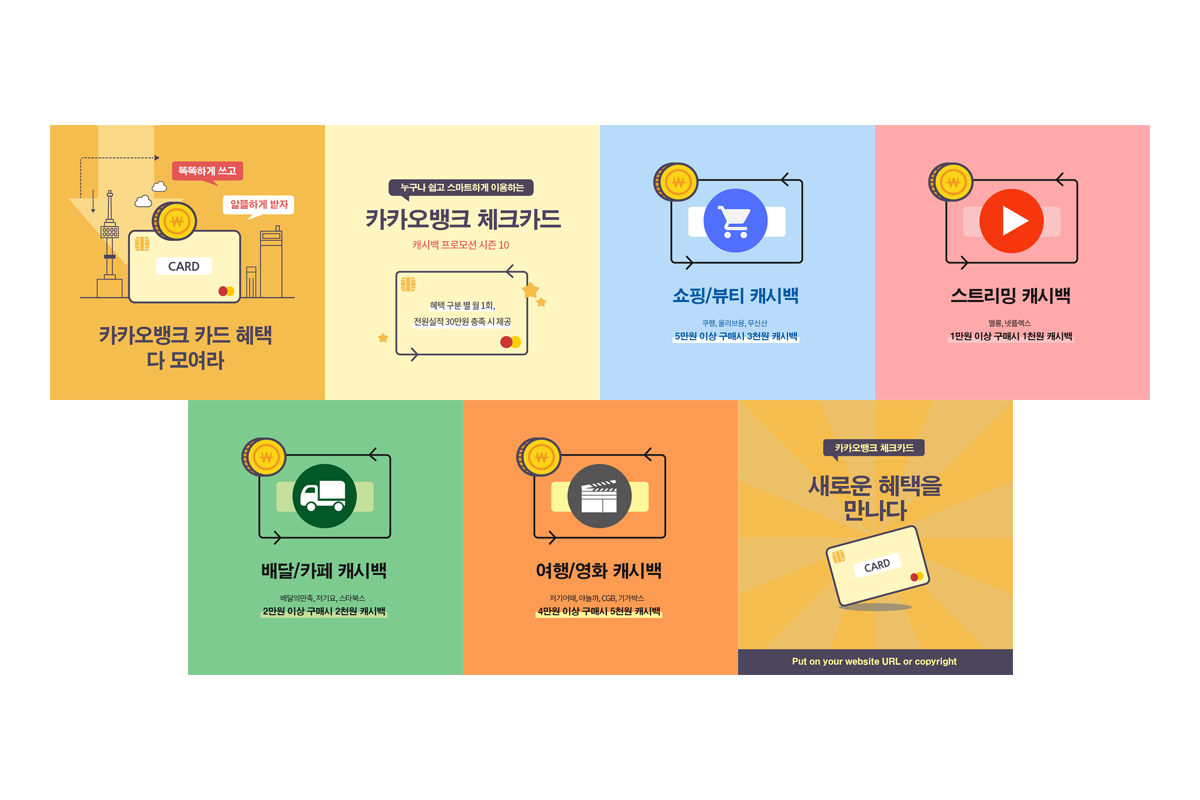 똑똑하게 쓰고
알뜰하게 받자
CARD
카카오뱅크 카드 혜택
다 모여라
누구나 쉽고 스마트하게 이용하는
카카오뱅크 체크카드
캐시백 프로모션 시즌 10
혜택 구분 별 월 1회,
전원실적 30만원 충족 시 제공
쇼핑/뷰티 캐시백
쿠팡, 올리브용, 무신산
5만원 이상 구매시 3천원 캐시백
스트리밍 캐시백
멜롱, 넷플렉스
1만원 이상 구매시 1천원 캐시백
배달/카페 캐시백
배달의만족, 저기요, 스타북스
2만원 이상 구매시 2천원 캐시백
여행/영화 캐시백
저기어때, 야놀까, CGB, 기가박스
4만원 이상 구매시 5천원 캐시백
카카오뱅크 체크카드
새로운 혜택을
만나다
CARD
Put on your website URL or copyright